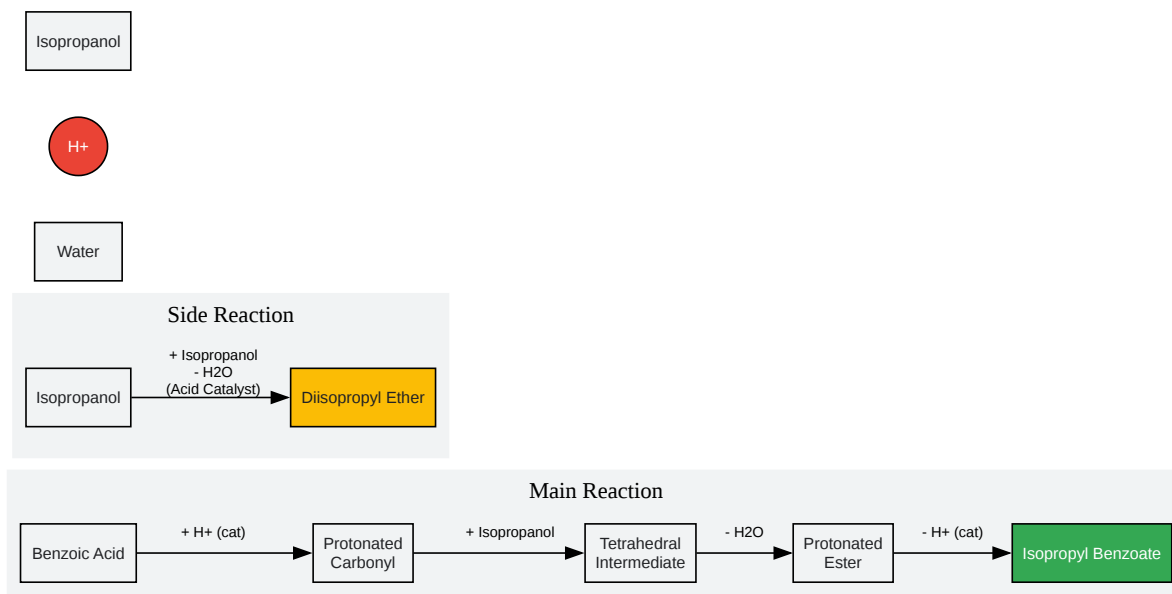 Isopropanol
H+
Water
Side Reaction
+ Isopropanol
- H2O
(Acid Catalyst)
Isopropanol
Diisopropyl Ether
Main Reaction
Benzoic Acid
+ H+ (cat)
Protonated
Carbonyl
+ Isopropanol
Tetrahedral
Intermediate
- H2O
Protonated
Ester
- H+ (cat)
Isopropyl Benzoate